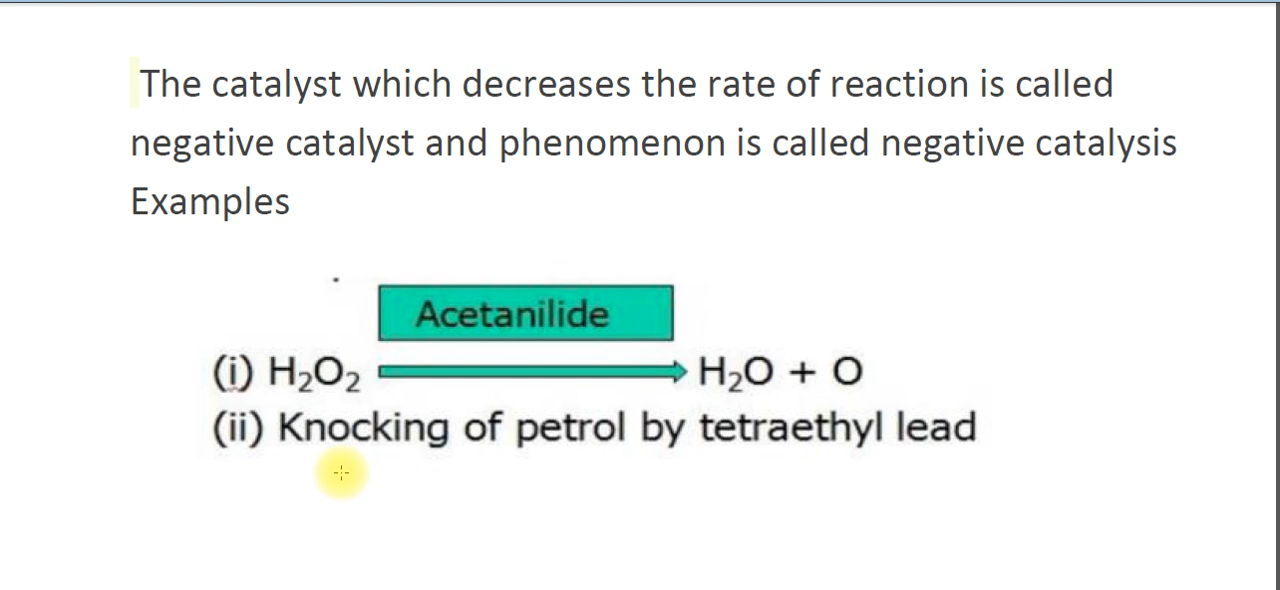 The catalyst which decreases the rate of reaction is called
negative catalyst and phenomenon is called negative catalysis
Examples
Acetanilide
(i) H₂O₂ → H₂O + O
(ii) Knocking of petrol by tetraethyl lead